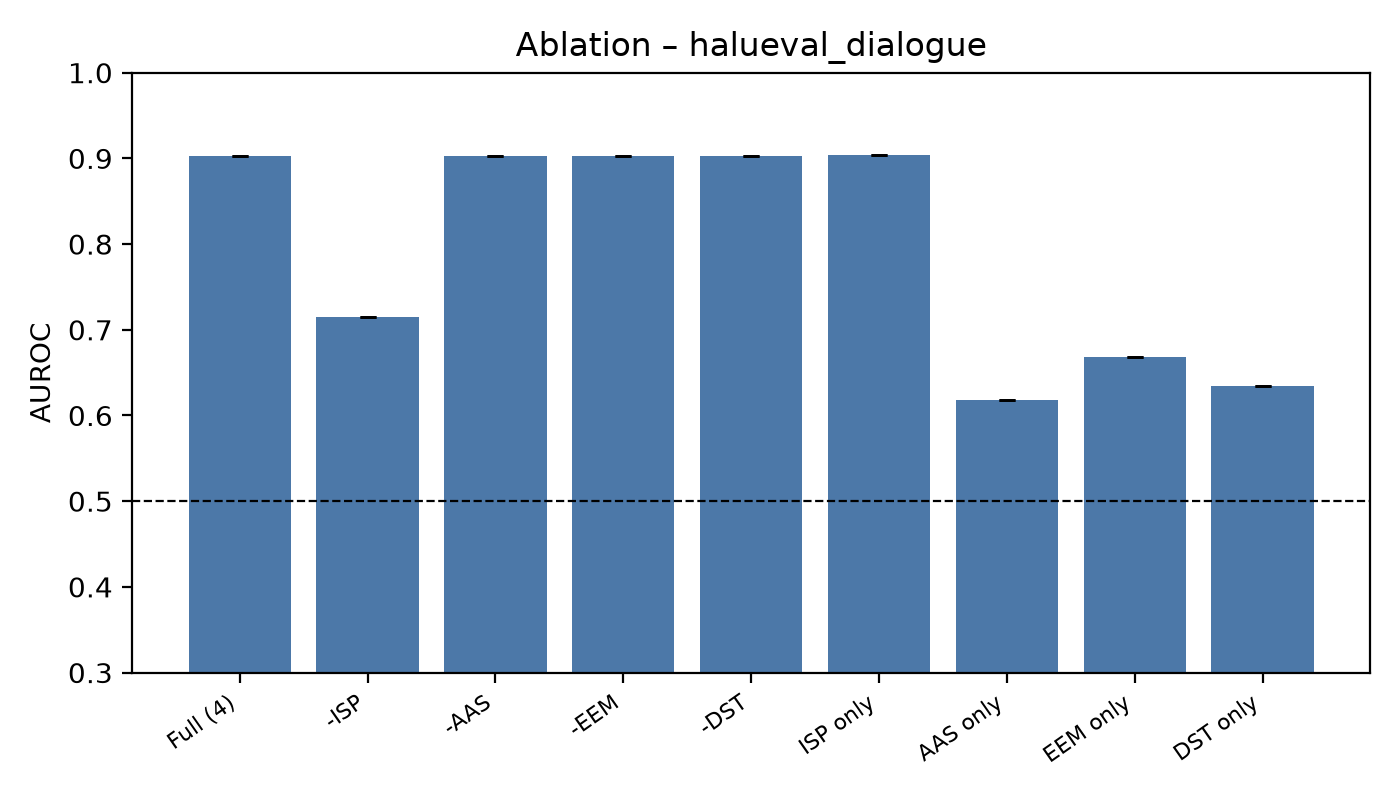 Ablation – halueval_dialogue
AUROC
1.0
0.9
0.8
0.7
0.6
0.5
0.4
0.3
Full (4)
-ISP
-AAS
-EEM
-DST
ISP only
AAS only
EEM only
DST only